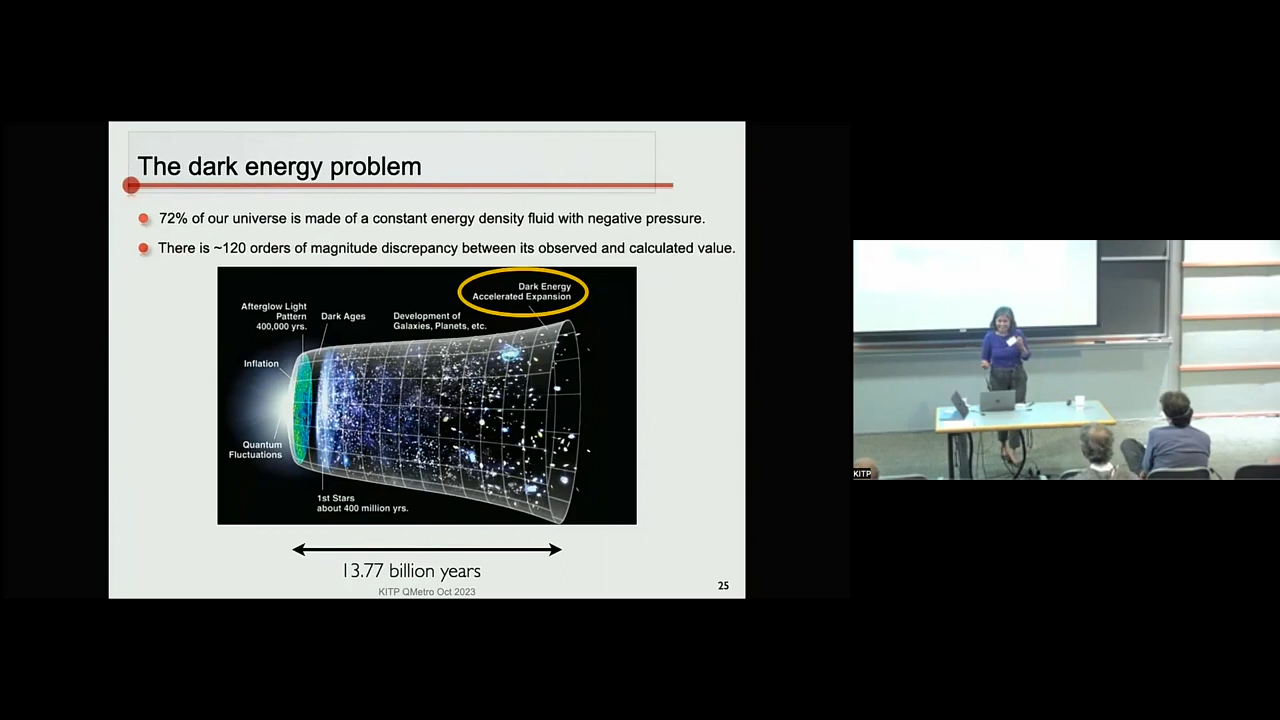 The dark energy problem
72% of our universe is made of a constant energy density fluid with negative pressure.
There is ~120 orders of magnitude discrepancy between its observed and calculated value.
Dark Energy
Accelerated Expansion
Afterglow Light
Pattern
400,000 yrs.
Dark Ages
Development of
Galaxies, Planets, etc.
Inflation
Quantum
Fluctuations
1st Stars
about 400 million yrs.
13.77 billion years
KITP QMetro Oct 2023
25
KITP